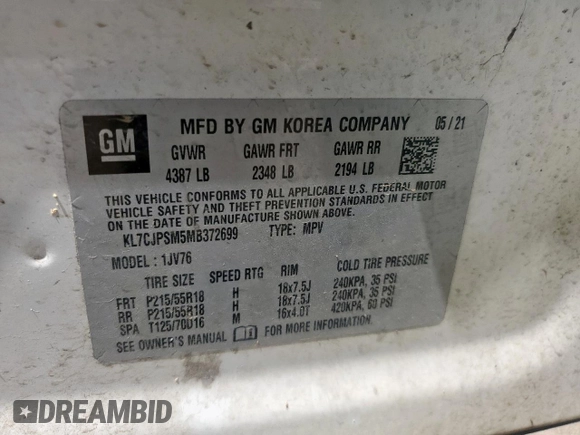 GM MFD BY GM KOREA COMPANY 05/21
GVWR GAWR FRT GAWR RR
4387 LB 2348 LB 2194 LB
THIS VEHICLE CONFORMS TO ALL APPLICABLE U.S. FEDERAL MOTOR
VEHICLE SAFETY AND THEFT PREVENTION STANDARDS IN EFFECT
ON THE DATE OF MANUFACTURE SHOWN ABOVE.
KL7CJPSM5MB372699 TYPE: MPV
MODEL: 1JV76
TIRE SIZE SPEED RTG RIM COLD TIRE PRESSURE
FRT P215/55R18 H 18x7.5J 240KPA, 35 PSI
RR P215/55R18 H 18x7.5J 240KPA, 35 PSI
SPA T125/70D16 M 16x4.0T 420KPA, 60 PSI
SEE OWNER'S MANUAL FOR MORE INFORMATION.
DREAMBID